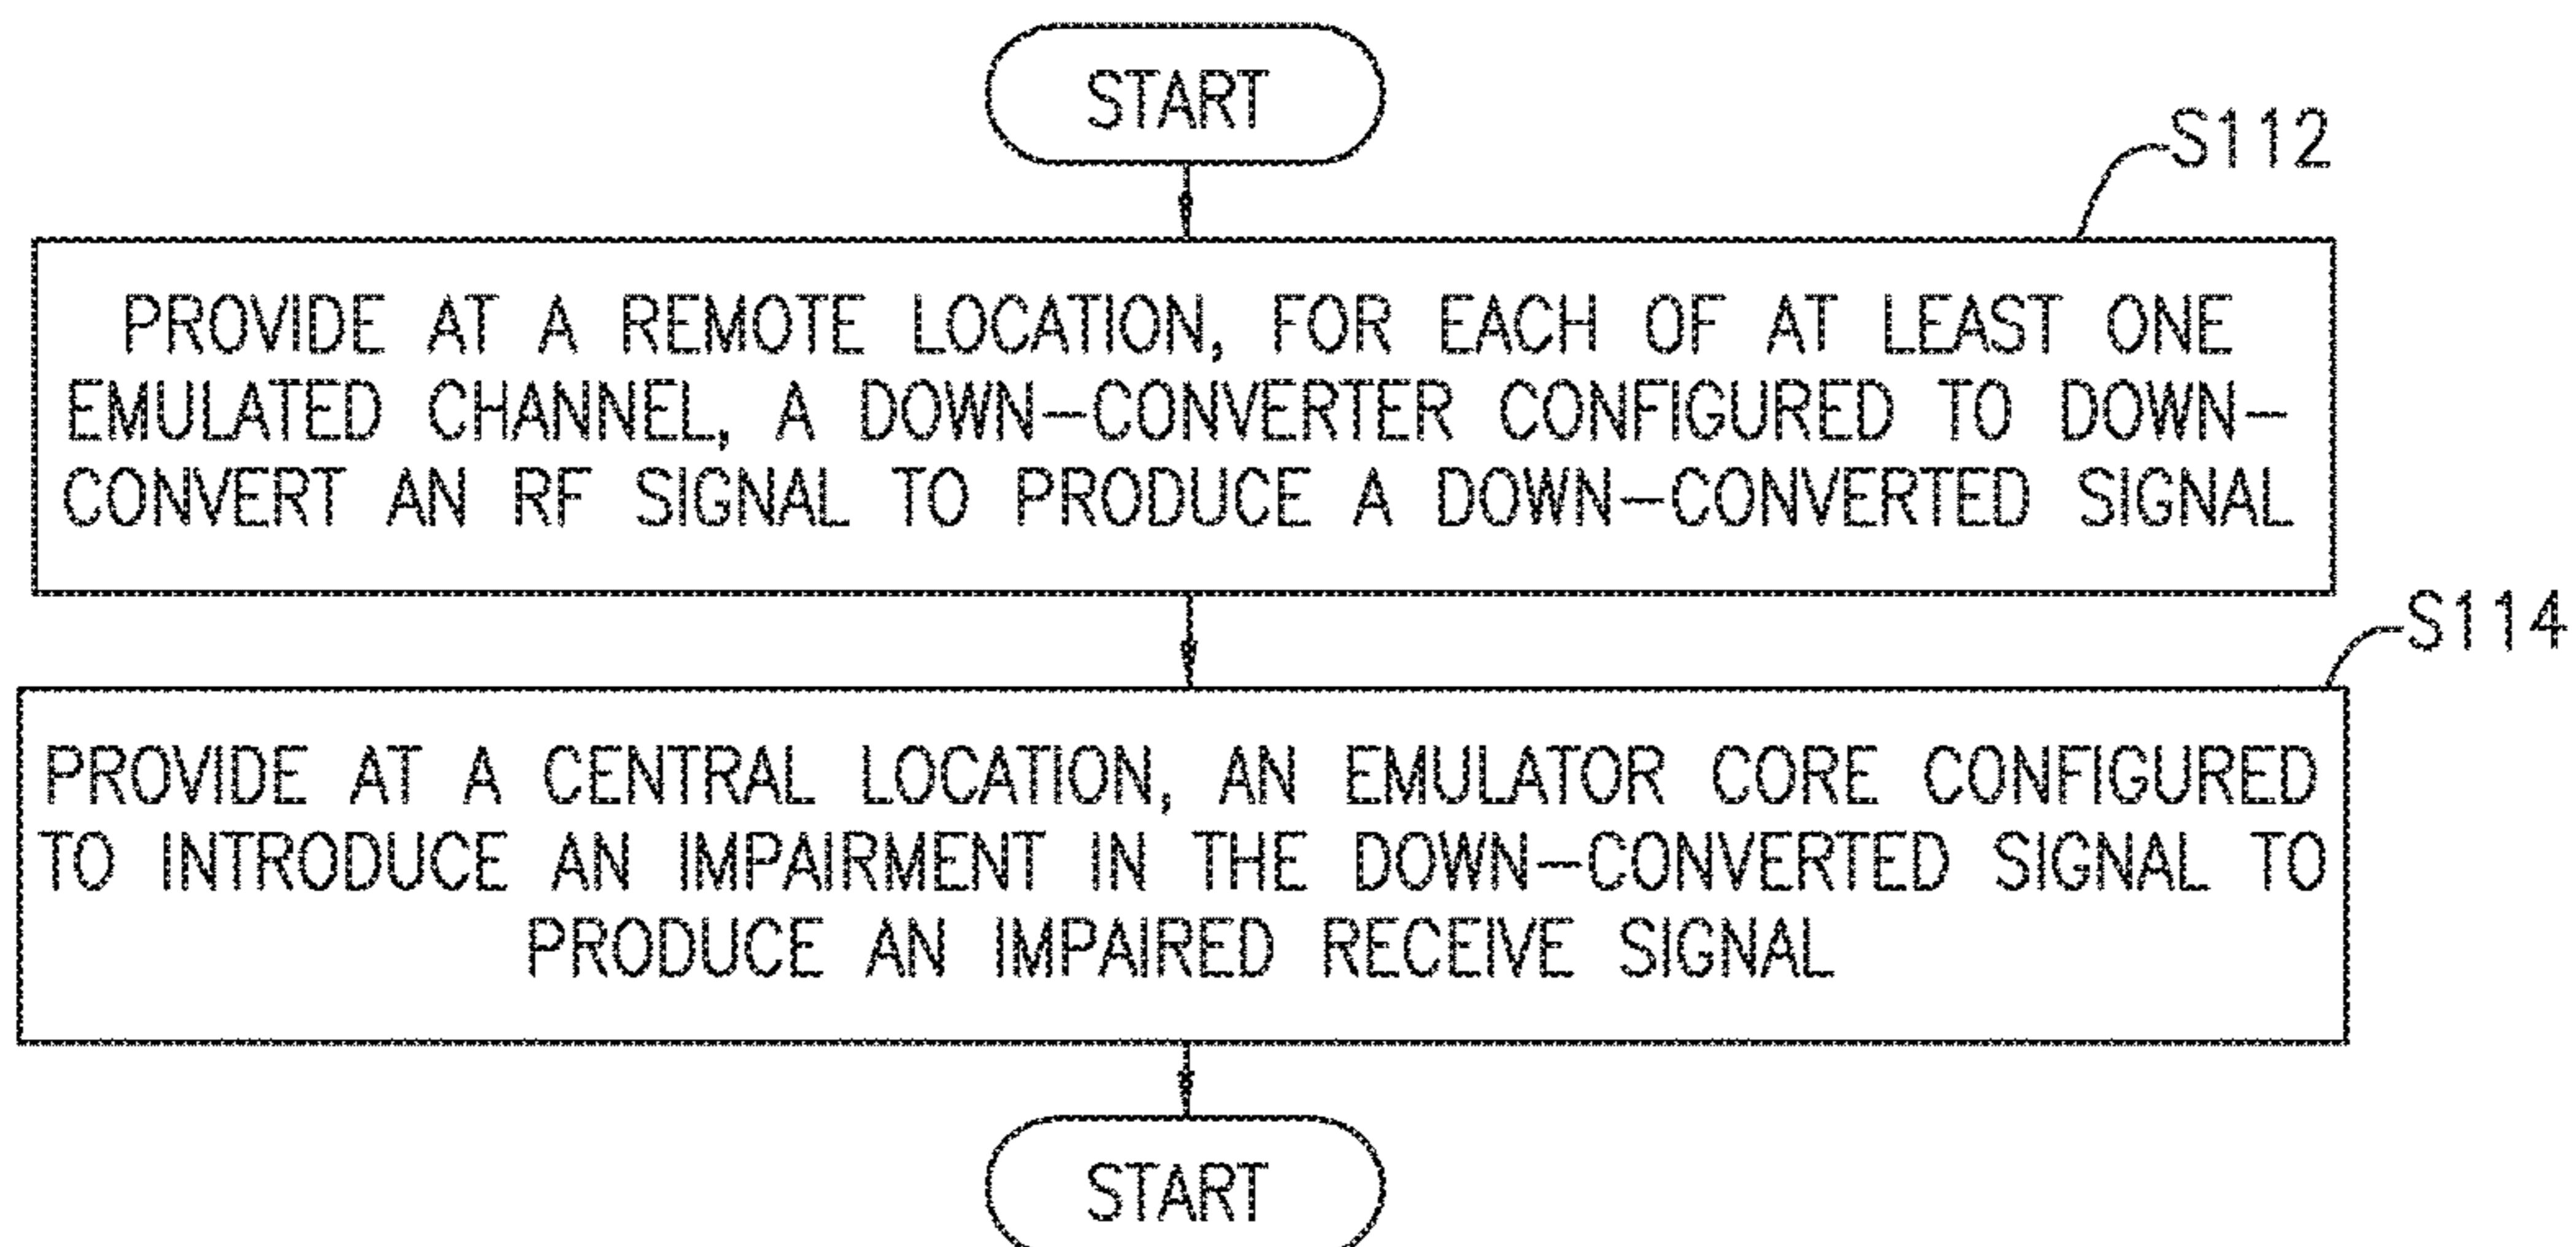 START
S112
PROVIDE AT A REMOTE LOCATION, FOR EACH OF AT LEAST ONE
EMULATED CHANNEL, A DOWN-CONVERTER CONFIGURED TO DOWN-
CONVERT AN RF SIGNAL TO PRODUCE A DOWN-CONVERTED SIGNAL
S114
PROVIDE AT A CENTRAL LOCATION, AN EMULATOR CORE CONFIGURED
TO INTRODUCE AN IMPAIRMENT IN THE DOWN-CONVERTED SIGNAL TO
PRODUCE AN IMPAIRED RECEIVE SIGNAL
START